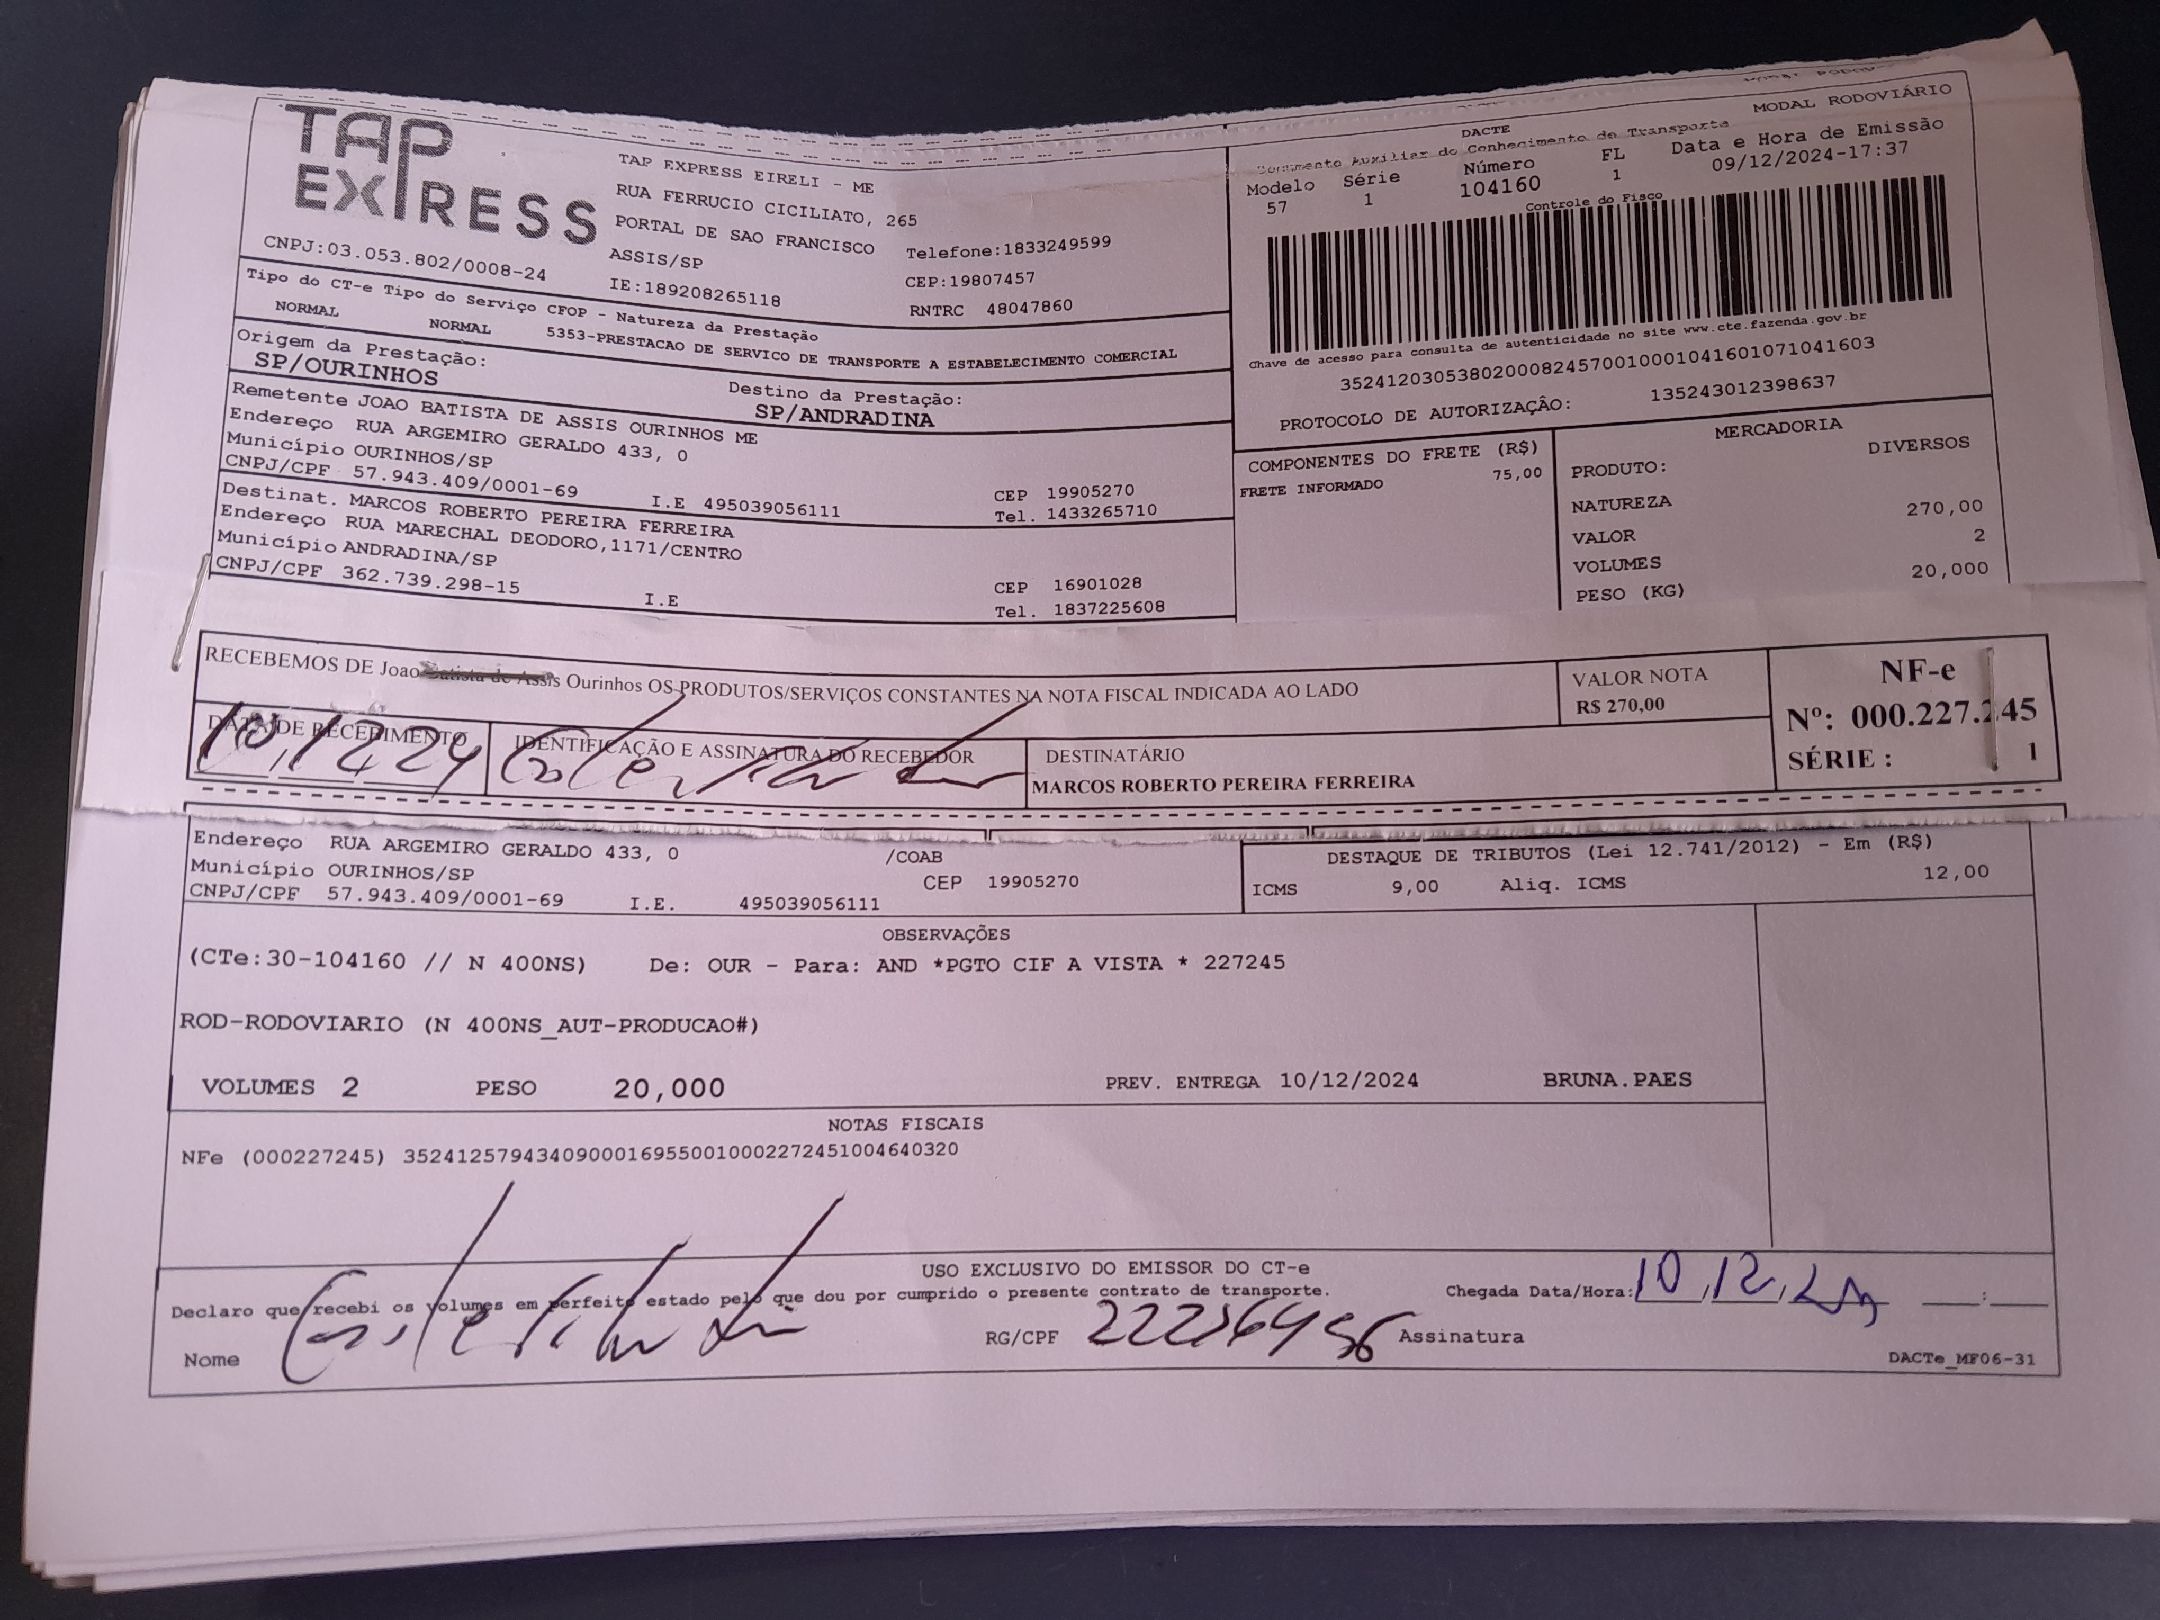 TAP
EXPRESS
TAP EXPRESS EIRELI - ME
RUA FERRUCIO CICILIATO, 265
PORTAL DE SAO FRANCISCO
Telefone:1833249599
ASSIS/SP
CEP:19807457
CNPJ:03.053.802/0008-24
IE:189208265118
RNTRC 48047860
MODAL RODOVIÁRIO
DACTE
Documento Auxiliar do Conhecimento de Transporte
Modelo Série Número FL Data e Hora de Emissão
57 1 104160 1 09/12/2024-17:37
Controle do Fisco
Chave de acesso para consulta de autenticidade no site www.cte.fazenda.gov.br
35241203053802000824570010001041601071041603
PROTOCOLO DE AUTORIZAÇÃO: 135243012398637
Tipo do CT-e Tipo do Serviço CFOP - Natureza da Prestação
NORMAL NORMAL 5353-PRESTACAO DE SERVICO DE TRANSPORTE A ESTABELECIMENTO COMERCIAL
Origem da Prestação: Destino da Prestação:
SP/OURINHOS SP/ANDRADINA
Remetente JOAO BATISTA DE ASSIS OURINHOS ME
Endereço RUA ARGEMIRO GERALDO 433, 0
Município OURINHOS/SP CEP 19905270
CNPJ/CPF 57.943.409/0001-69 I.E 495039056111 Tel. 1433265710
Destinat. MARCOS ROBERTO PEREIRA FERREIRA
Endereço RUA MARECHAL DEODORO,1171/CENTRO
Município ANDRADINA/SP CEP 16901028
CNPJ/CPF 362.739.298-15 I.E Tel. 1837225608
COMPONENTES DO FRETE (R$)
FRETE INFORMADO 75,00
MERCADORIA
PRODUTO: DIVERSOS
NATUREZA
VALOR 270,00
VOLUMES 2
PESO (KG) 20,000
RECEBEMOS DE Joao Batista de Assis Ourinhos OS PRODUTOS/SERVIÇOS CONSTANTES NA NOTA FISCAL INDICADA AO LADO
VALOR NOTA
R$ 270,00
NF-e
Nº: 000.227.245
SÉRIE : 1
DATA DE RECEBIMENTO
10,12,24
IDENTIFICAÇÃO E ASSINATURA DO RECEBEDOR
DESTINATÁRIO
MARCOS ROBERTO PEREIRA FERREIRA
Endereço RUA ARGEMIRO GERALDO 433, 0 /COAB
Município OURINHOS/SP CEP 19905270
CNPJ/CPF 57.943.409/0001-69 I.E. 495039056111
DESTAQUE DE TRIBUTOS (Lei 12.741/2012) - Em (R$)
ICMS 9,00 Aliq. ICMS 12,00
OBSERVAÇÕES
(CTe:30-104160 // N 400NS) De: OUR - Para: AND *PGTO CIF A VISTA * 227245
ROD-RODOVIARIO (N 400NS_AUT-PRODUCAO#)
VOLUMES 2 PESO 20,000 PREV. ENTREGA 10/12/2024 BRUNA.PAES
NOTAS FISCAIS
NFe (000227245) 35241257943409000169550010002272451004640320
USO EXCLUSIVO DO EMISSOR DO CT-e
Declaro que recebi os volumes em perfeito estado pelo que dou por cumprido o presente contrato de transporte.
Chegada Data/Hora: 10,12,24 __:__
Nome
RG/CPF
Assinatura
DACTe_MF06-31